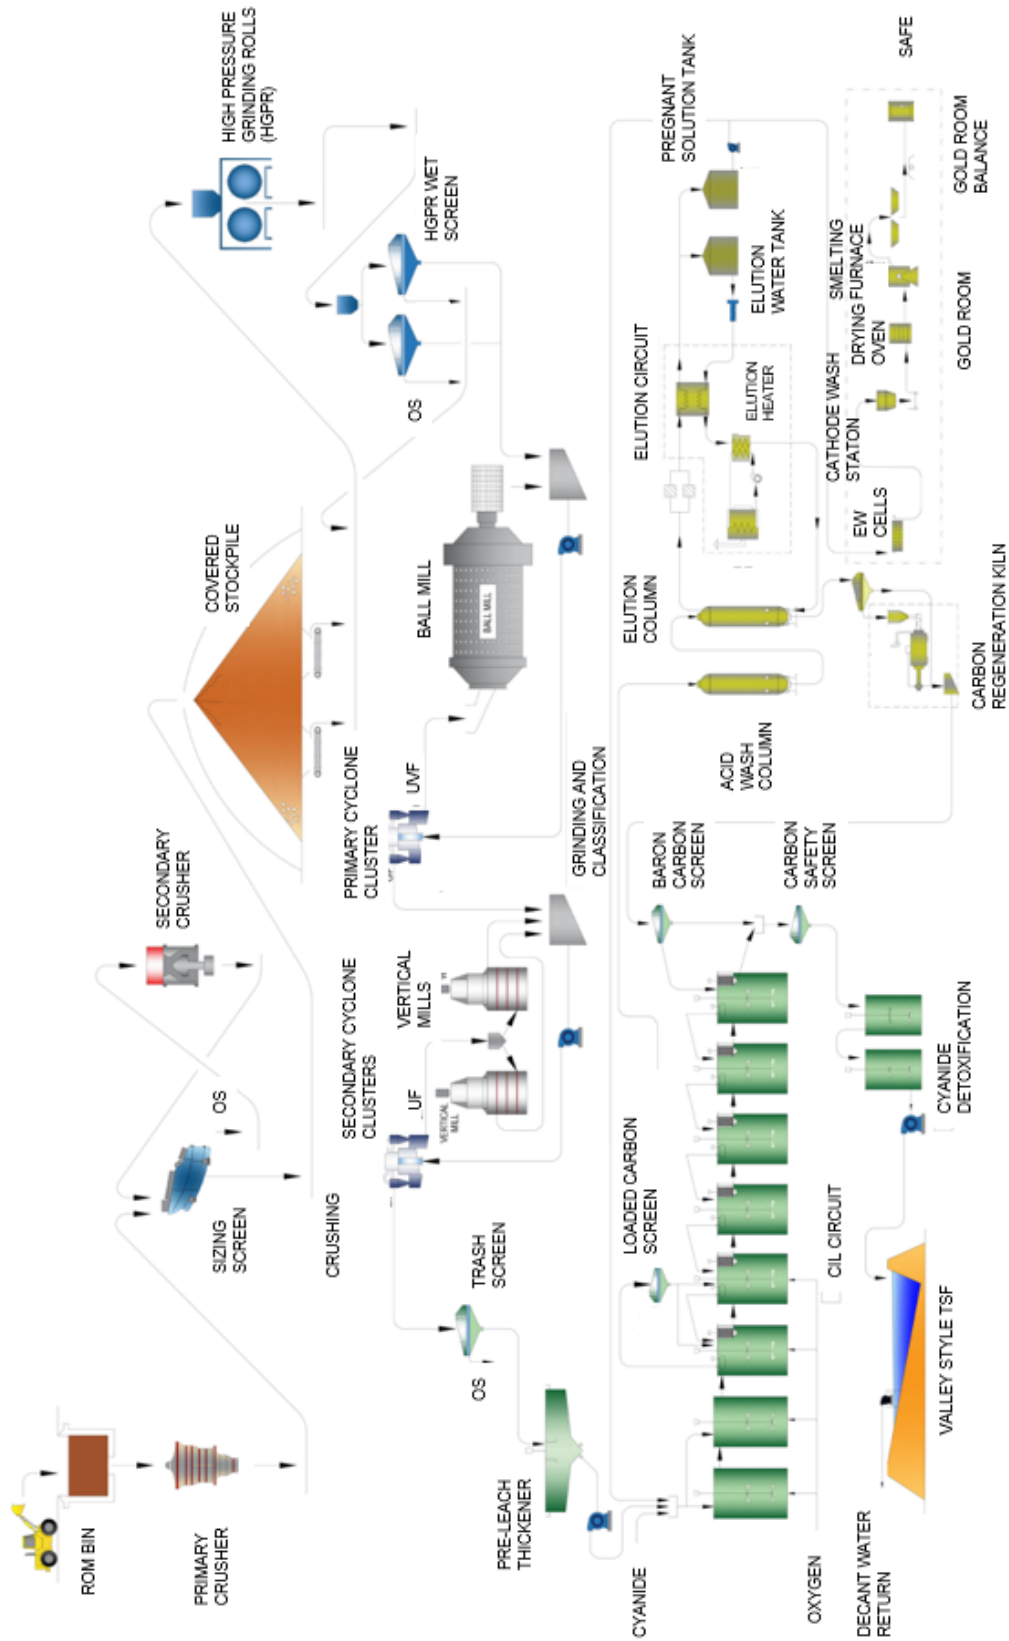 ROM BIN
PRIMARY
CRUSHER
SIZING
SCREEN
OS
CRUSHING
SECONDARY
CRUSHER
COVERED
STOCKPILE
HIGH PRESSURE
GRINDING ROLLS
(HGPR)
HGPR WET
SCREEN
OS
BALL MILL
BALL MILL
PRIMARY CYCLONE
CLUSTER
UVF
GRINDING AND
CLASSIFICATION
SECONDARY CYCLONE
CLUSTERS
UF
VERTICAL
MILLS
VERTICAL
MILL
TRASH
SCREEN
OS
PRE-LEACH
THICKENER
CYANIDE
OXYGEN
LOADED CARBON
SCREEN
CIL CIRCUIT
BARON
CARBON
SCREEN
CARBON
SAFETY
SCREEN
CYANIDE
DETOXIFICATION
VALLEY STYLE TSF
DECANT WATER
RETURN
ACID
WASH
COLUMN
ELUTION
COLUMN
ELUTION CIRCUIT
ELUTION
HEATER
ELUTION
WATER TANK
PREGNANT
SOLUTION TANK
CARBON
REGENERATION KILN
EW
CELLS
CATHODE WASH
STATON
DRYING
OVEN
SMELTING
FURNACE
GOLD ROOM
GOLD ROOM
BALANCE
SAFE